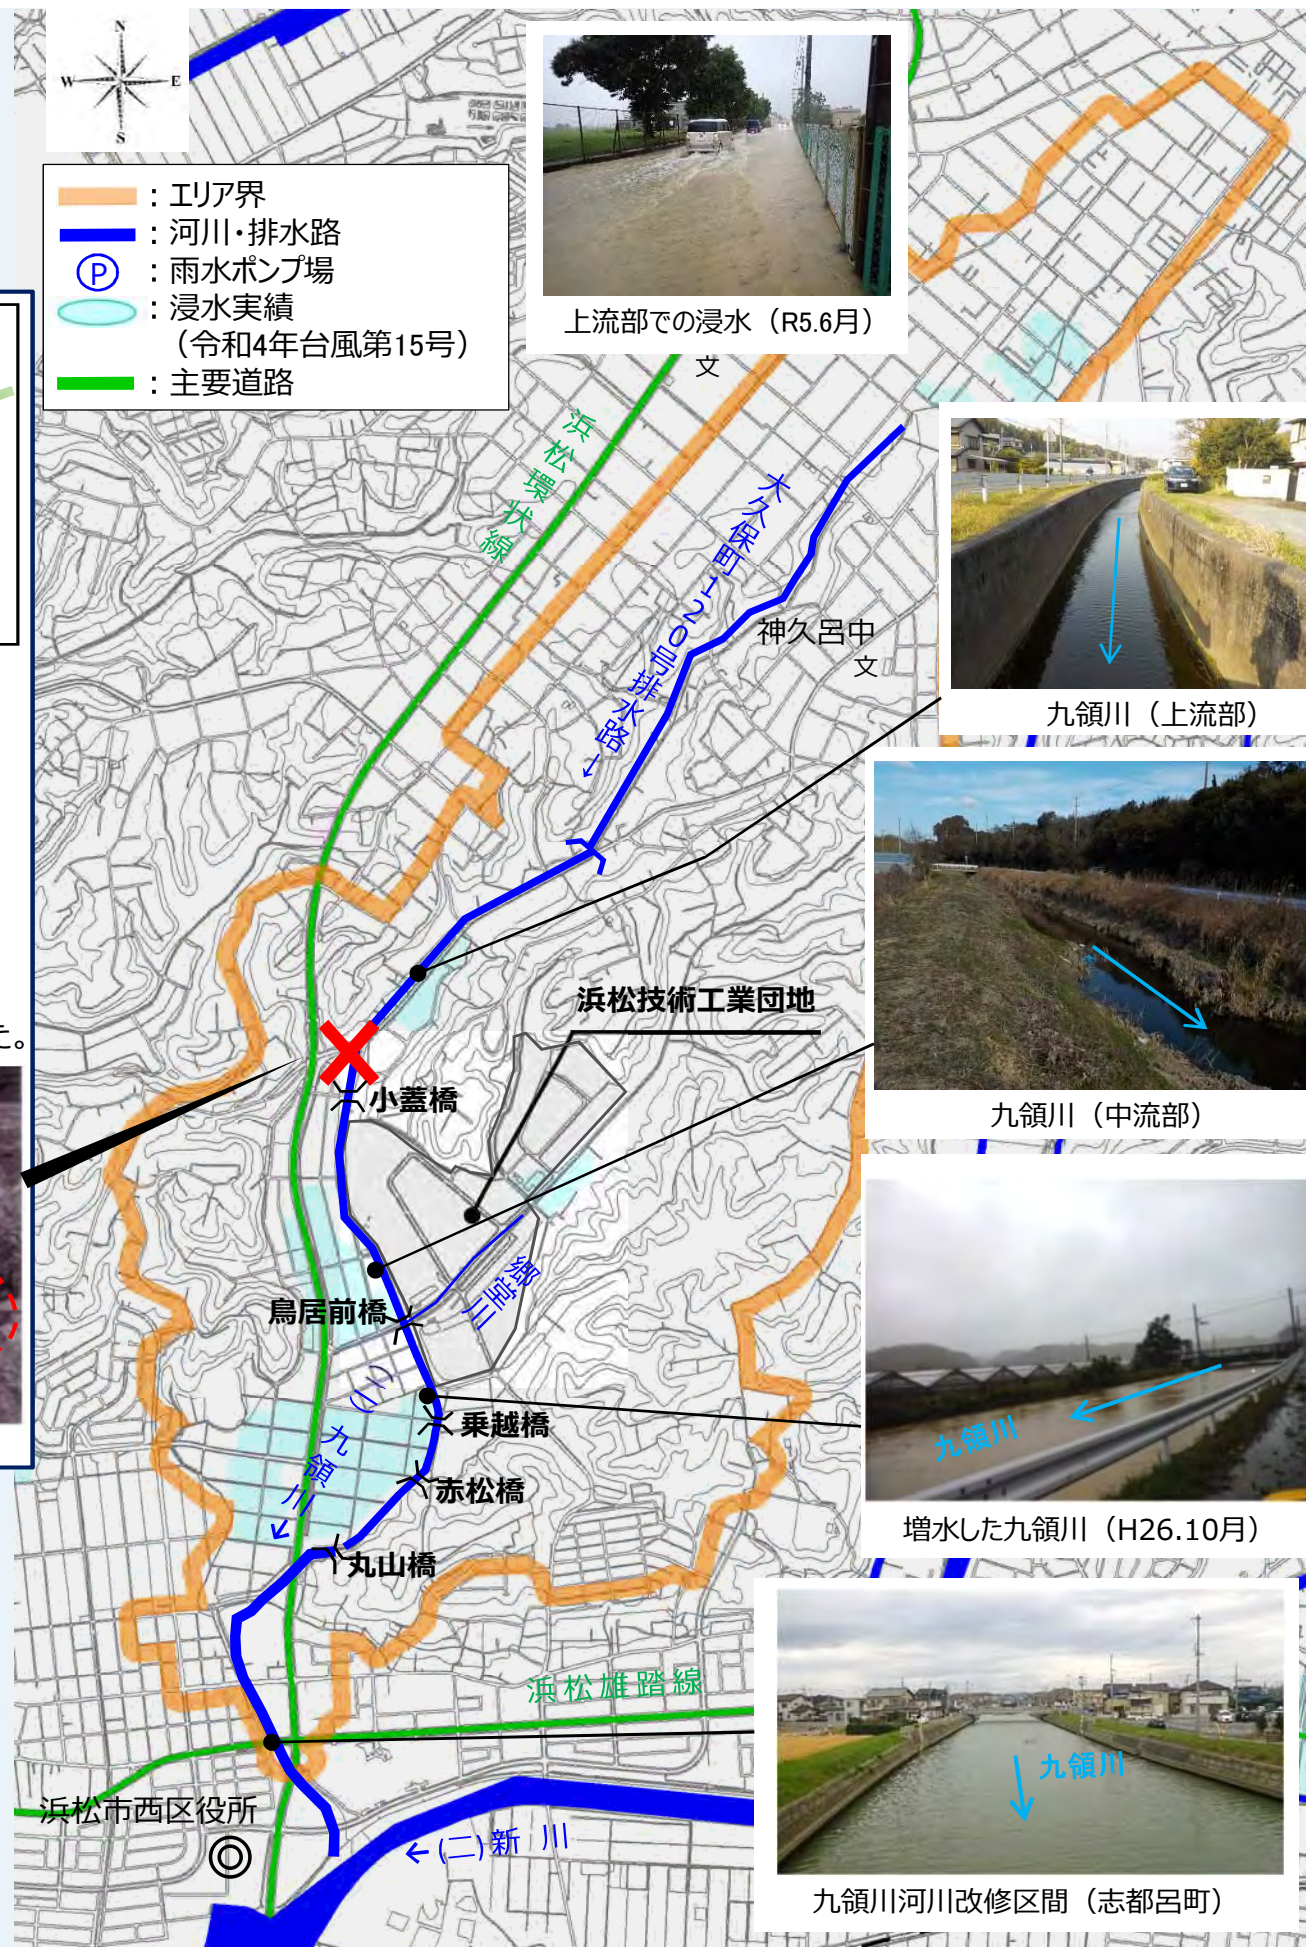 N
W E
S
：エリア界
：河川・排水路
P：雨水ポンプ場
：浸水実績
（令和4年台風第15号）
：主要道路
上流部での浸水（R5.6月）
文
浜松環状線
大久保町120号排水路
←
神久呂中
文
九領川（上流部）
九領川（中流部）
浜松技術工業団地
た。
小蓋橋
郷堂川
鳥居前橋
(二)九領川
←
乗越橋
赤松橋
丸山橋
九領川
増水した九領川（H26.10月）
浜松雄踏線
九領川
九領川河川改修区間（志都呂町）
浜松市西区役所
←(二)新川